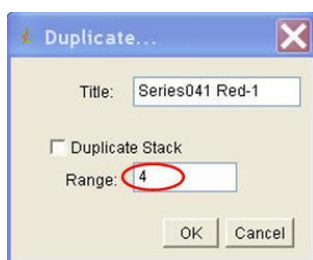 Duplicate...
Title: Series041 Red-1
Duplicate Stack
Range: 4
OK Cancel